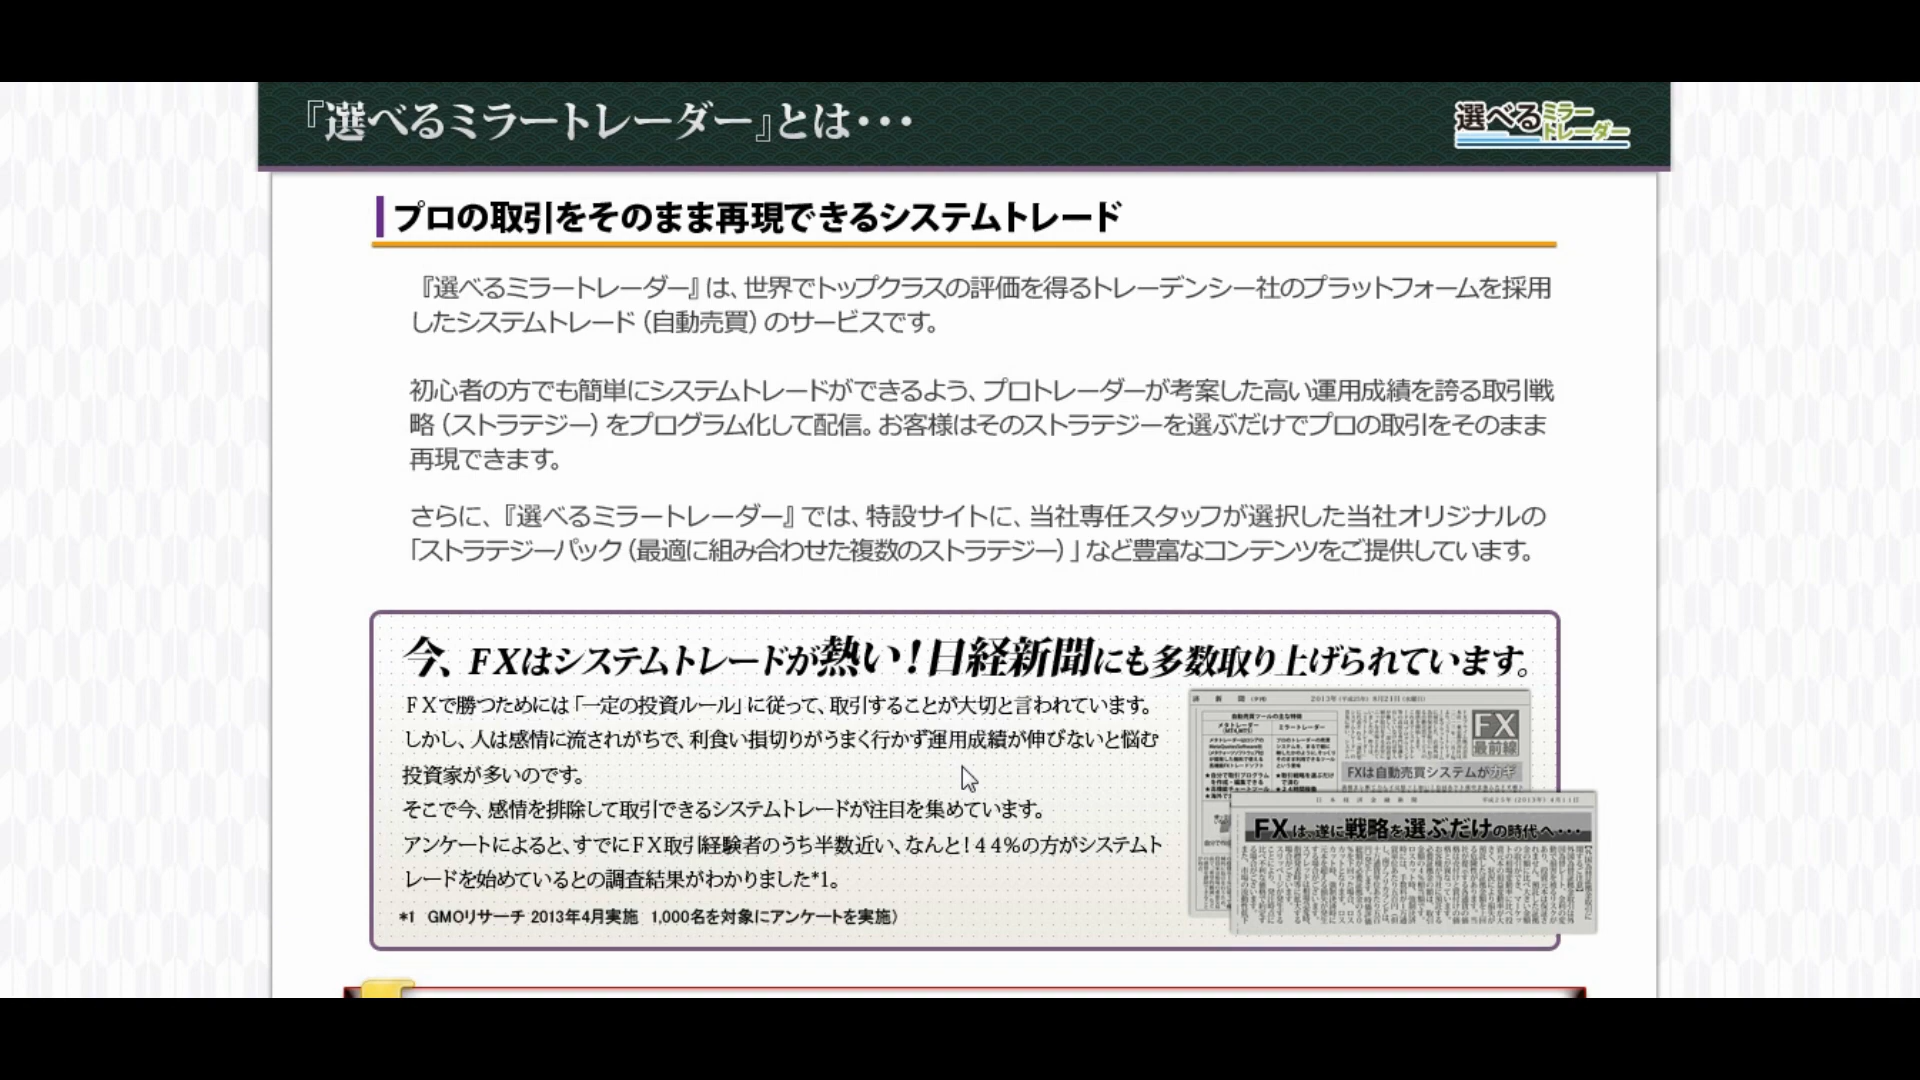 『選べるミラートレーダー』とは・・・
選べるミラートレーダー
プロの取引をそのまま再現できるシステムトレード
『選べるミラートレーダー』は、世界でトップクラスの評価を得るトレーデンシー社のプラットフォームを採用
したシステムトレード（自動売買）のサービスです。
初心者の方でも簡単にシステムトレードができるよう、プロトレーダーが考案した高い運用成績を誇る取引戦
略（ストラテジー）をプログラム化して配信。お客様はそのストラテジーを選ぶだけでプロの取引をそのまま
再現できます。
さらに、『選べるミラートレーダー』では、特設サイトに、当社専任スタッフが選択した当社オリジナルの
「ストラテジーパック（最適に組み合わせた複数のストラテジー）」など豊富なコンテンツをご提供しています。
今、ＦＸはシステムトレードが熱い！日経新聞にも多数取り上げられています。
ＦＸで勝つためには「一定の投資ルール」に従って、取引することが大切と言われています。
しかし、人は感情に流されがちで、利食い損切りがうまく行かず運用成績が伸びないと悩む
投資家が多いのです。
そこで今、感情を排除して取引できるシステムトレードが注目を集めています。
アンケートによると、すでにＦＸ取引経験者のうち半数近い、なんと！４４％の方がシステムト
レードを始めているとの調査結果がわかりました*1。
*1　GMOリサーチ 2013年4月実施　1,000名を対象にアンケートを実施）
自動売買ツールの主な特徴
メタトレーダー
ミラートレーダー
FX
最前線
FXは自動売買システムがカギ
FXは、遂に戦略を選ぶだけの時代へ・・・